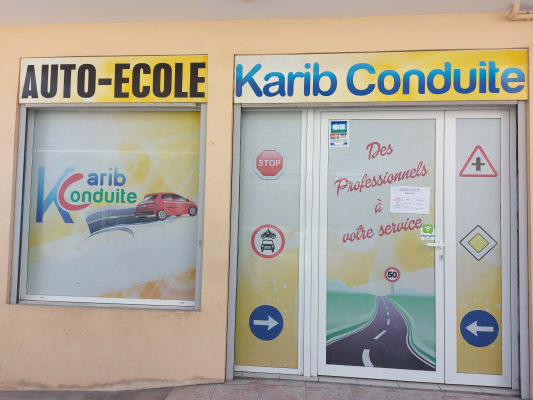 AUTO-ECOLE
Karib Conduite
Karib
Conduite
STOP
Des
Professionnels
à
votre service
50